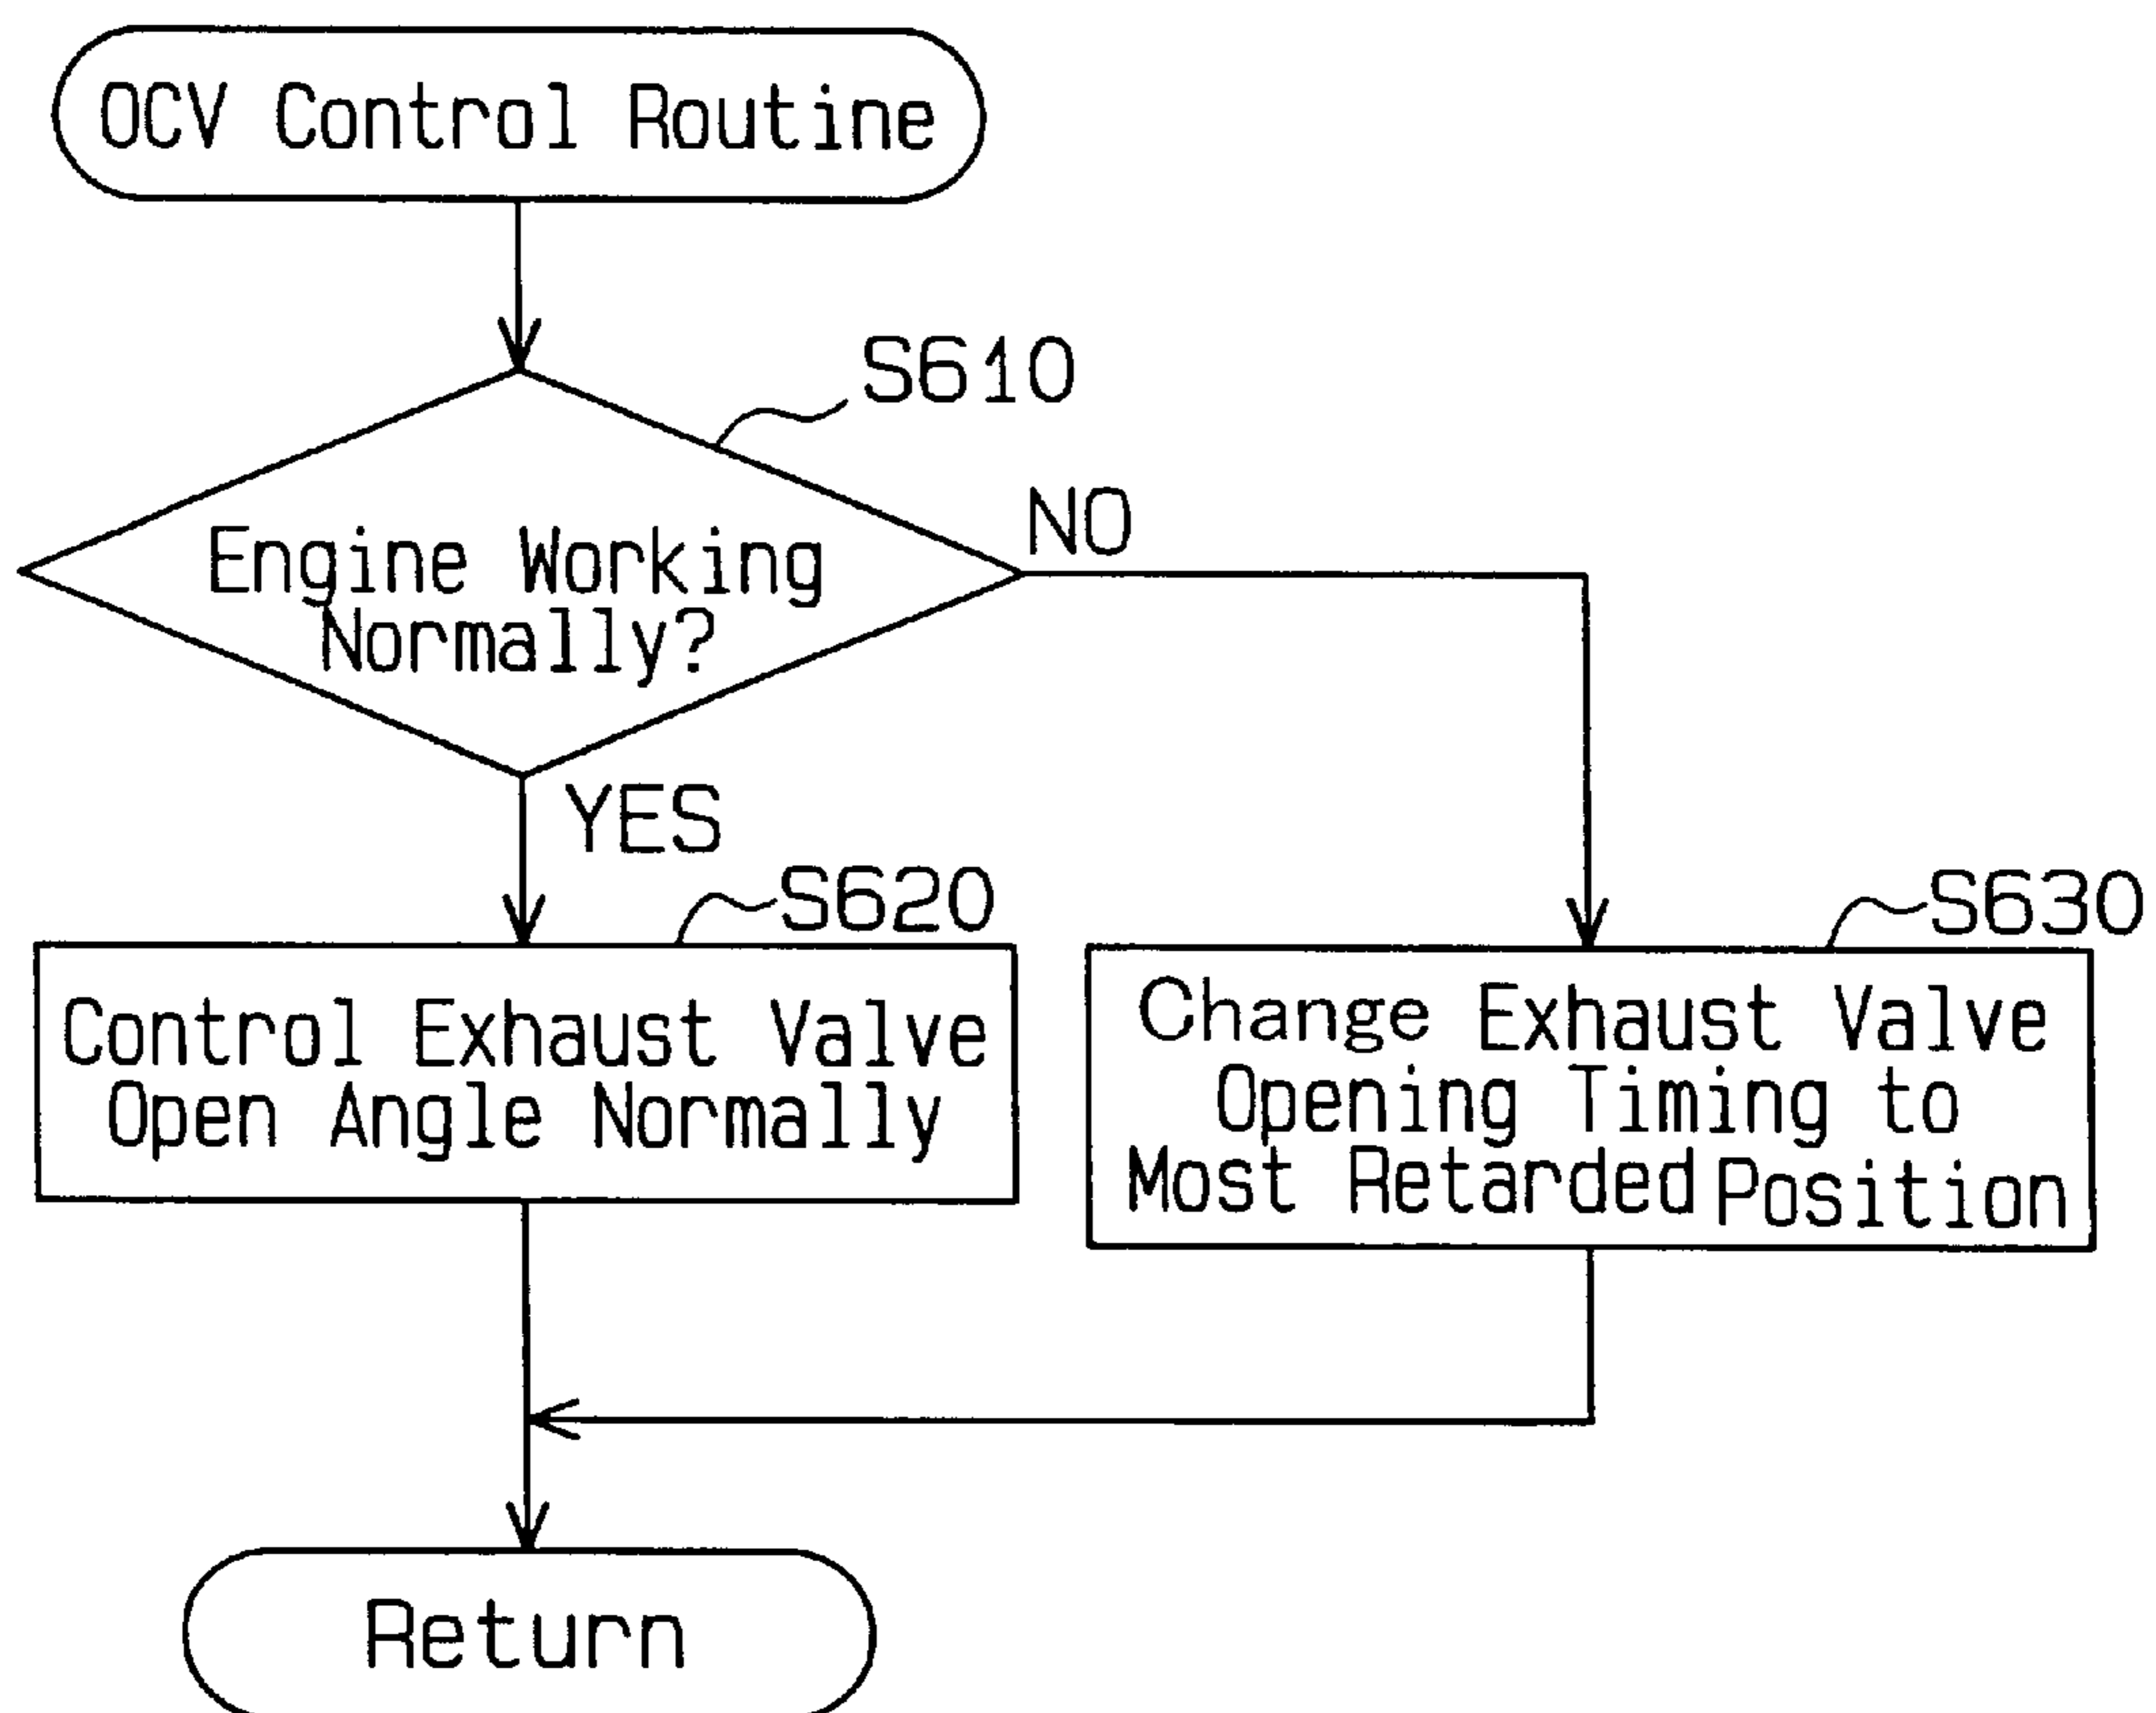 OCV Control Routine
S610
Engine Working
Normally?
NO
YES
S620
Control Exhaust Valve
Open Angle Normally
S630
Change Exhaust Valve
Opening Timing to
Most Retarded Position
Return